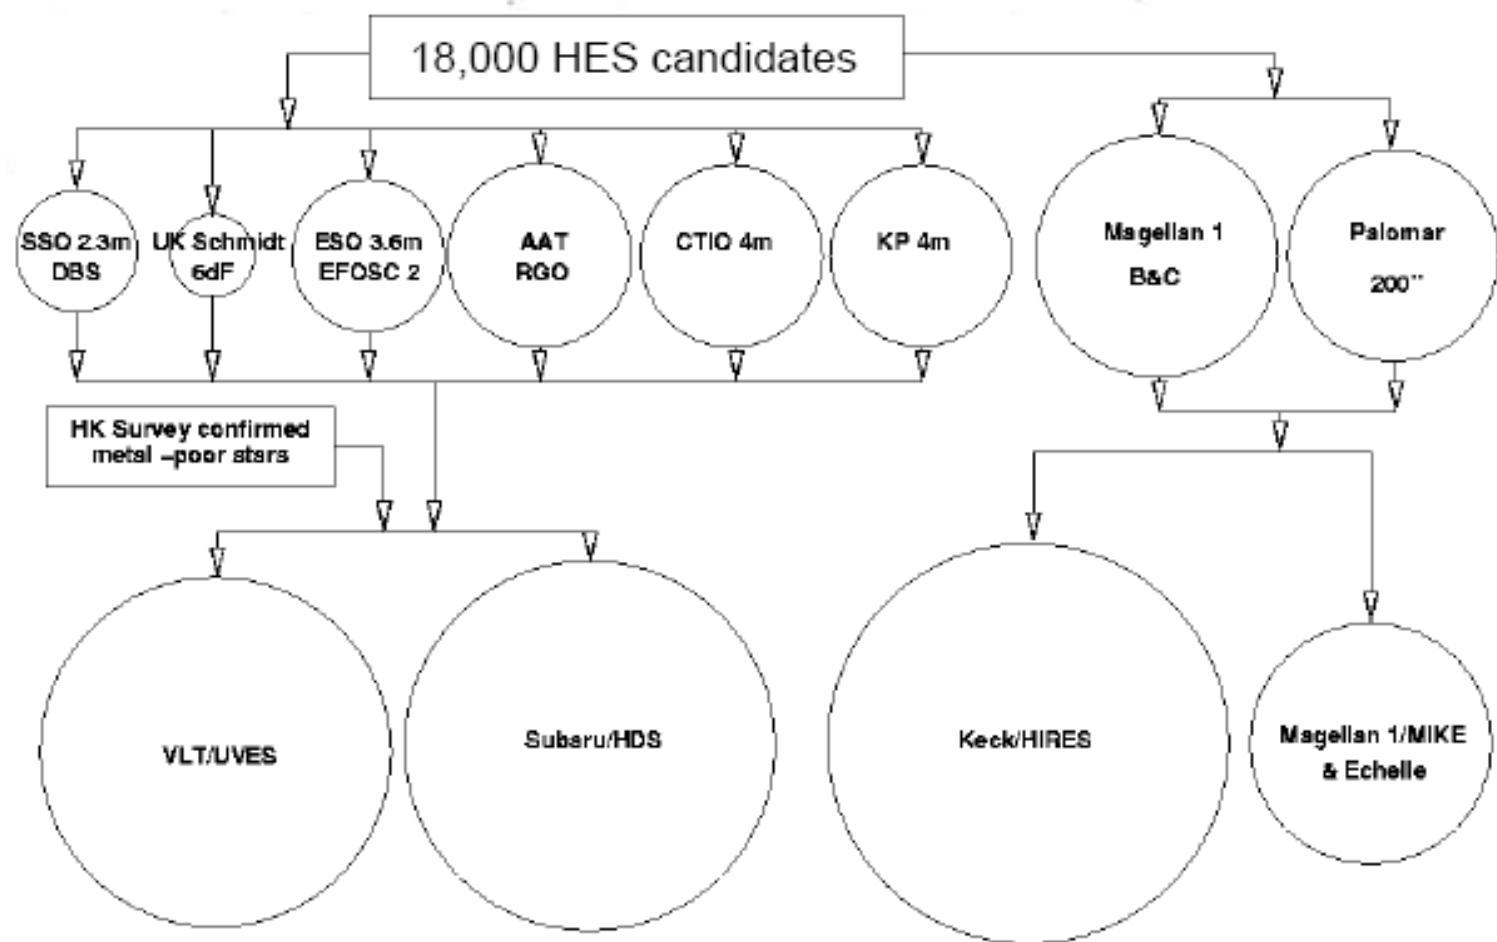 18,000 HES candidates
SSO 2.3m
DBS
UK Schmidt
6dF
ESO 3.6m
EFOSC 2
AAT
RGO
CTIO 4m
KP 4m
Magellan 1
B&C
Palomar
200"
HK Survey confirmed
metal -poor stars
VLT/UVES
Subaru/HDS
Keck/HIRES
Magellan 1/MIKE
& Echelle